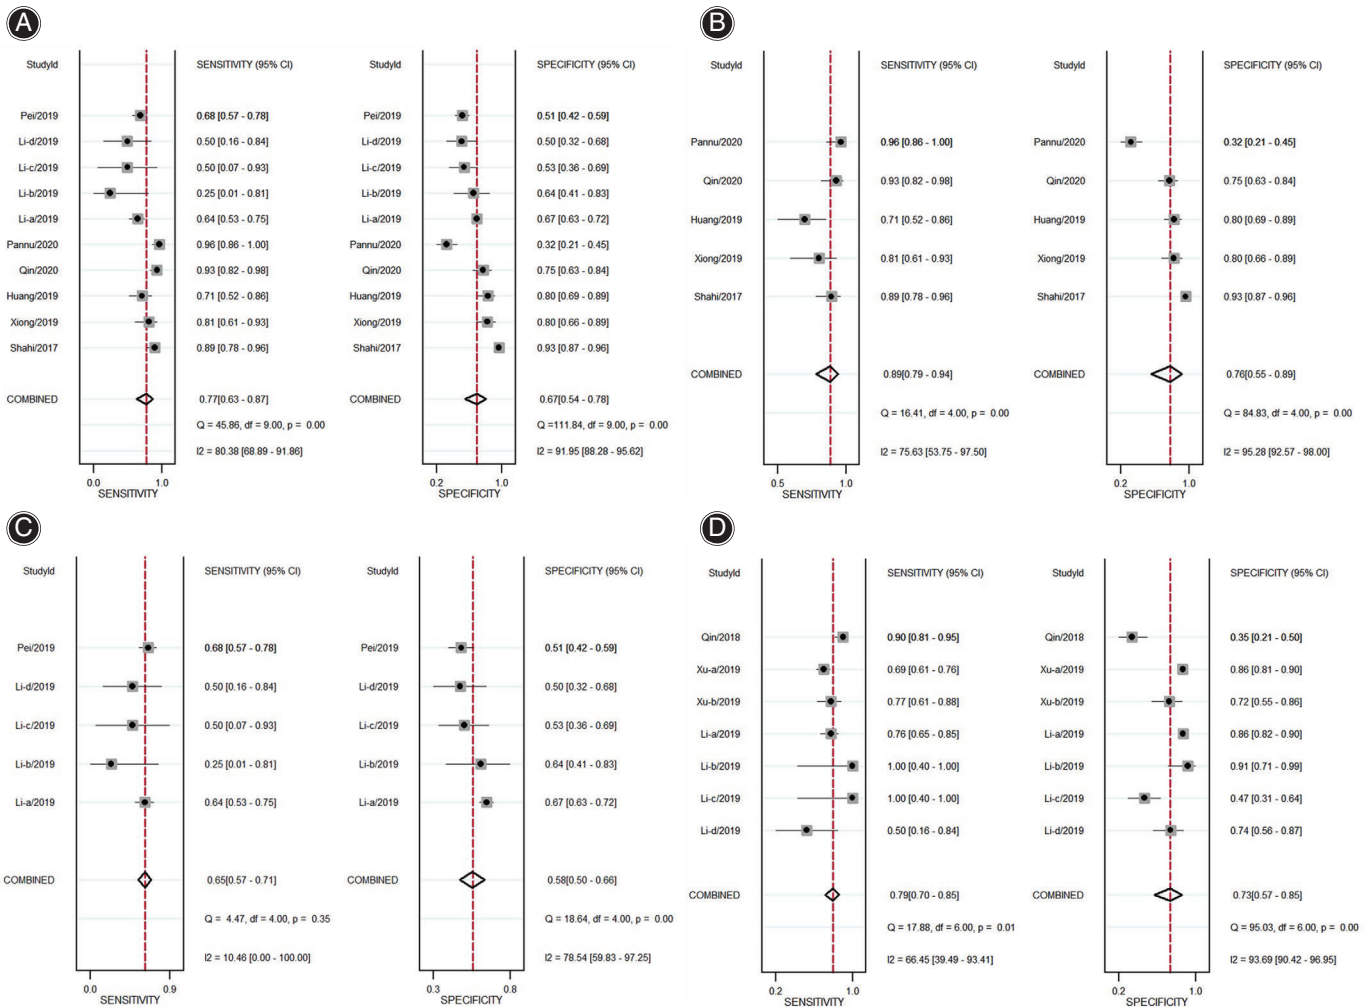 A
StudyId SENSITIVITY (95% CI) StudyId SPECIFICITY (95% CI)
Pei/2019 0.68 [0.57 - 0.78] Pei/2019 0.51 [0.42 - 0.59]
Li-d/2019 0.50 [0.16 - 0.84] Li-d/2019 0.50 [0.32 - 0.68]
Li-c/2019 0.50 [0.07 - 0.93] Li-c/2019 0.53 [0.36 - 0.69]
Li-b/2019 0.25 [0.01 - 0.81] Li-b/2019 0.64 [0.41 - 0.83]
Li-a/2019 0.64 [0.53 - 0.75] Li-a/2019 0.67 [0.63 - 0.72]
Pannu/2020 0.96 [0.86 - 1.00] Pannu/2020 0.32 [0.21 - 0.45]
Qin/2020 0.93 [0.82 - 0.98] Qin/2020 0.75 [0.63 - 0.84]
Huang/2019 0.71 [0.52 - 0.86] Huang/2019 0.80 [0.69 - 0.89]
Xiong/2019 0.81 [0.61 - 0.93] Xiong/2019 0.80 [0.66 - 0.89]
Shahi/2017 0.89 [0.78 - 0.96] Shahi/2017 0.93 [0.87 - 0.96]
COMBINED 0.77[0.63 - 0.87] COMBINED 0.67[0.54 - 0.78]
Q = 45.86, df = 9.00, p = 0.00 Q =111.84, df = 9.00, p = 0.00
I2 = 80.38 [68.89 - 91.86] I2 = 91.95 [88.28 - 95.62]
0.0 1.0 0.2 1.0
SENSITIVITY SPECIFICITY
B
StudyId SENSITIVITY (95% CI) StudyId SPECIFICITY (95% CI)
Pannu/2020 0.96 [0.86 - 1.00] Pannu/2020 0.32 [0.21 - 0.45]
Qin/2020 0.93 [0.82 - 0.98] Qin/2020 0.75 [0.63 - 0.84]
Huang/2019 0.71 [0.52 - 0.86] Huang/2019 0.80 [0.69 - 0.89]
Xiong/2019 0.81 [0.61 - 0.93] Xiong/2019 0.80 [0.66 - 0.89]
Shahi/2017 0.89 [0.78 - 0.96] Shahi/2017 0.93 [0.87 - 0.96]
COMBINED 0.89[0.79 - 0.94] COMBINED 0.76[0.55 - 0.89]
Q = 16.41, df = 4.00, p = 0.00 Q = 84.83, df = 4.00, p = 0.00
I2 = 75.63 [53.75 - 97.50] I2 = 95.28 [92.57 - 98.00]
0.5 1.0 0.2 1.0
SENSITIVITY SPECIFICITY
C
StudyId SENSITIVITY (95% CI) StudyId SPECIFICITY (95% CI)
Pei/2019 0.68 [0.57 - 0.78] Pei/2019 0.51 [0.42 - 0.59]
Li-d/2019 0.50 [0.16 - 0.84] Li-d/2019 0.50 [0.32 - 0.68]
Li-c/2019 0.50 [0.07 - 0.93] Li-c/2019 0.53 [0.36 - 0.69]
Li-b/2019 0.25 [0.01 - 0.81] Li-b/2019 0.64 [0.41 - 0.83]
Li-a/2019 0.64 [0.53 - 0.75] Li-a/2019 0.67 [0.63 - 0.72]
COMBINED 0.65[0.57 - 0.71] COMBINED 0.58[0.50 - 0.66]
Q = 4.47, df = 4.00, p = 0.35 Q = 18.64, df = 4.00, p = 0.00
I2 = 10.46 [0.00 - 100.00] I2 = 78.54 [59.83 - 97.25]
0.0 0.9 0.3 0.8
SENSITIVITY SPECIFICITY
D
StudyId SENSITIVITY (95% CI) StudyId SPECIFICITY (95% CI)
Qin/2018 0.90 [0.81 - 0.95] Qin/2018 0.35 [0.21 - 0.50]
Xu-a/2019 0.69 [0.61 - 0.76] Xu-a/2019 0.86 [0.81 - 0.90]
Xu-b/2019 0.77 [0.61 - 0.88] Xu-b/2019 0.72 [0.55 - 0.86]
Li-a/2019 0.76 [0.65 - 0.85] Li-a/2019 0.86 [0.82 - 0.90]
Li-b/2019 1.00 [0.40 - 1.00] Li-b/2019 0.91 [0.71 - 0.99]
Li-c/2019 1.00 [0.40 - 1.00] Li-c/2019 0.47 [0.31 - 0.64]
Li-d/2019 0.50 [0.16 - 0.84] Li-d/2019 0.74 [0.56 - 0.87]
COMBINED 0.79[0.70 - 0.85] COMBINED 0.73[0.57 - 0.85]
Q = 17.88, df = 6.00, p = 0.01 Q = 95.03, df = 6.00, p = 0.00
I2 = 66.45 [39.49 - 93.41] I2 = 93.69 [90.42 - 96.95]
0.2 1.0 0.2 1.0
SENSITIVITY SPECIFICITY